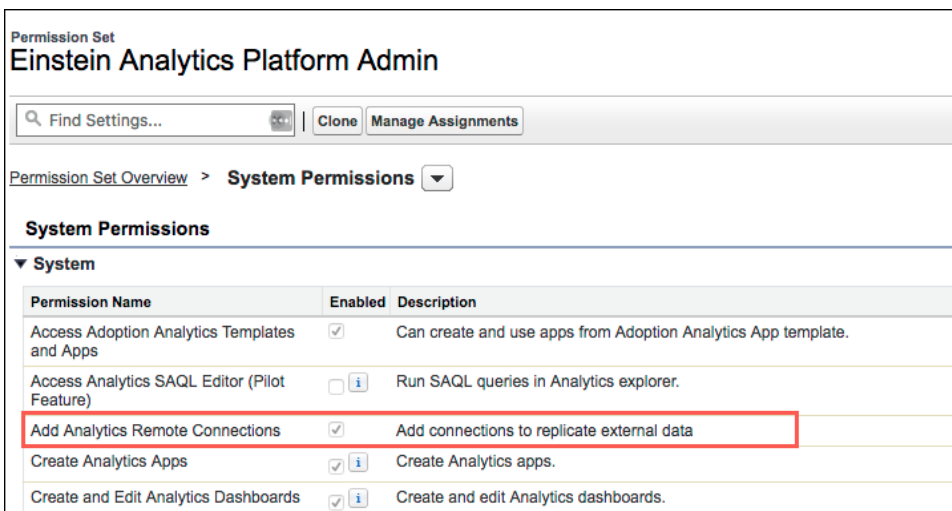 Permission Set
Einstein Analytics Platform Admin
Find Settings...
Clone
Manage Assignments
Permission Set Overview > System Permissions
System Permissions
System
Permission Name Enabled Description
Access Adoption Analytics Templates Can create and use apps from Adoption Analytics App template.
and Apps
Access Analytics SAQL Editor (Pilot i Run SAQL queries in Analytics explorer.
Feature)
Add Analytics Remote Connections Add connections to replicate external data
Create Analytics Apps i Create Analytics apps.
Create and Edit Analytics Dashboards i Create and edit Analytics dashboards.